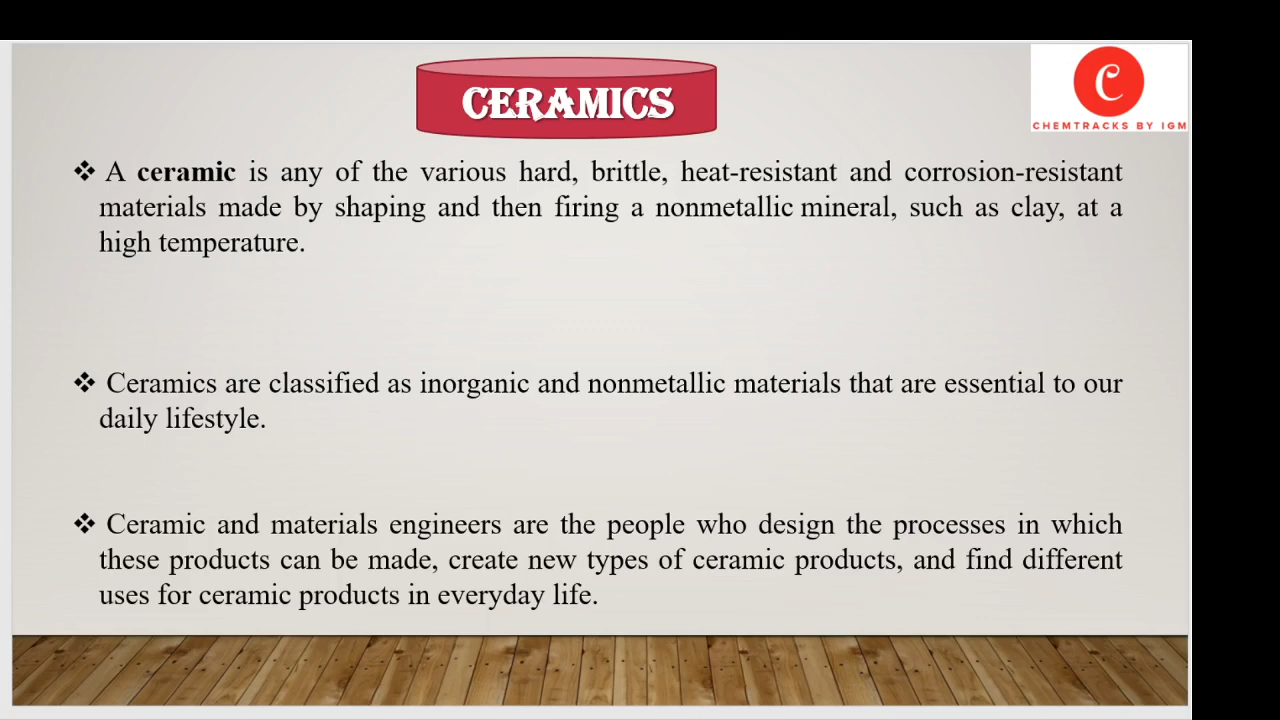 CERAMICS
C
CHEMTRACKS BY IGM
❖ A ceramic is any of the various hard, brittle, heat-resistant and corrosion-resistant
materials made by shaping and then firing a nonmetallic mineral, such as clay, at a
high temperature.
❖ Ceramics are classified as inorganic and nonmetallic materials that are essential to our
daily lifestyle.
❖ Ceramic and materials engineers are the people who design the processes in which
these products can be made, create new types of ceramic products, and find different
uses for ceramic products in everyday life.